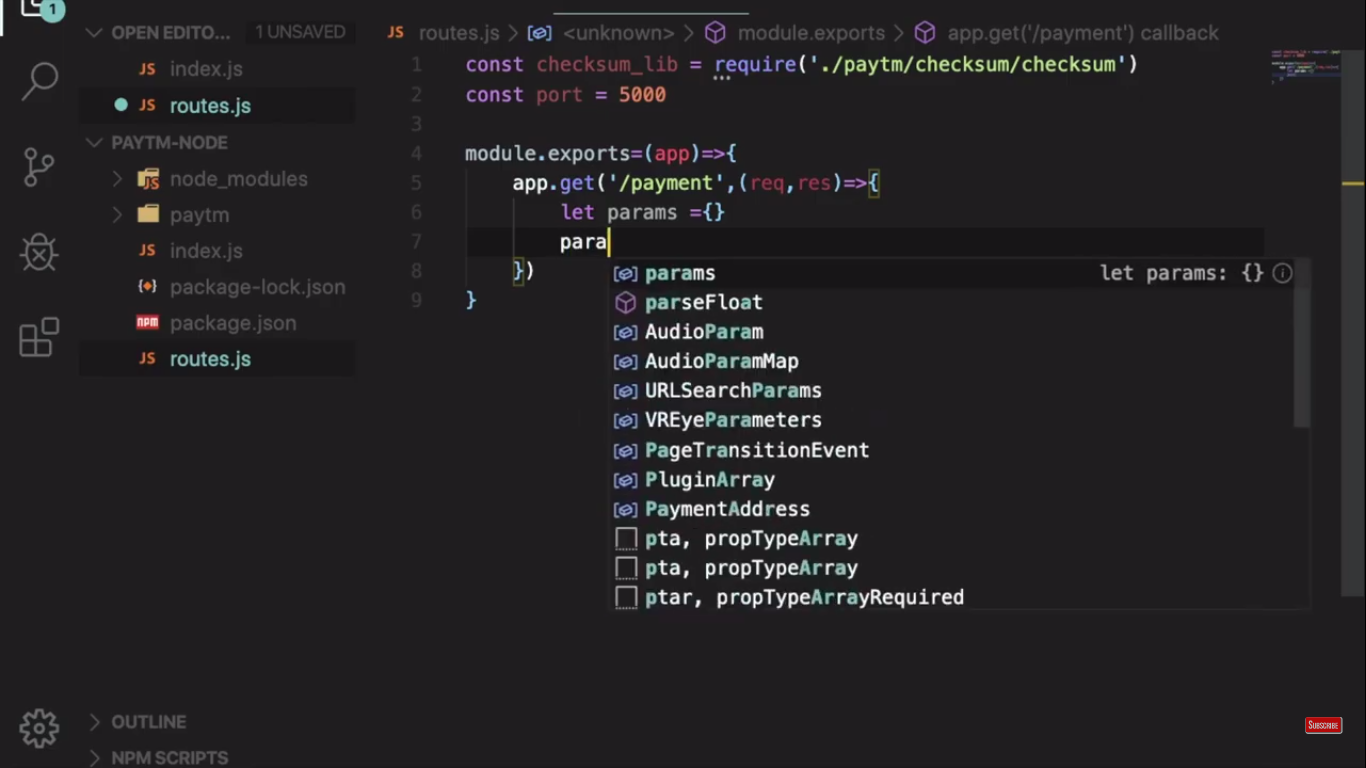 1
OPEN EDITO... 1 UNSAVED
JS index.js
JS routes.js
PAYTM-NODE
node_modules
paytm
JS index.js
package-lock.json
npm package.json
JS routes.js
OUTLINE
NPM SCRIPTS
JS routes.js > <unknown> > module.exports > app.get('/payment') callback
1 const checksum_lib = require('./paytm/checksum/checksum')
2 const port = 5000
3
4 module.exports=(app)=>{
5 app.get('/payment',(req,res)=>{
6 let params ={}
7 para
8 })
9 }
params let params: {}
parseFloat
AudioParam
AudioParamMap
URLSearchParams
VREyeParameters
PageTransitionEvent
PluginArray
PaymentAddress
pta, propTypeArray
pta, propTypeArray
ptar, propTypeArrayRequired
SUBSCRIBE